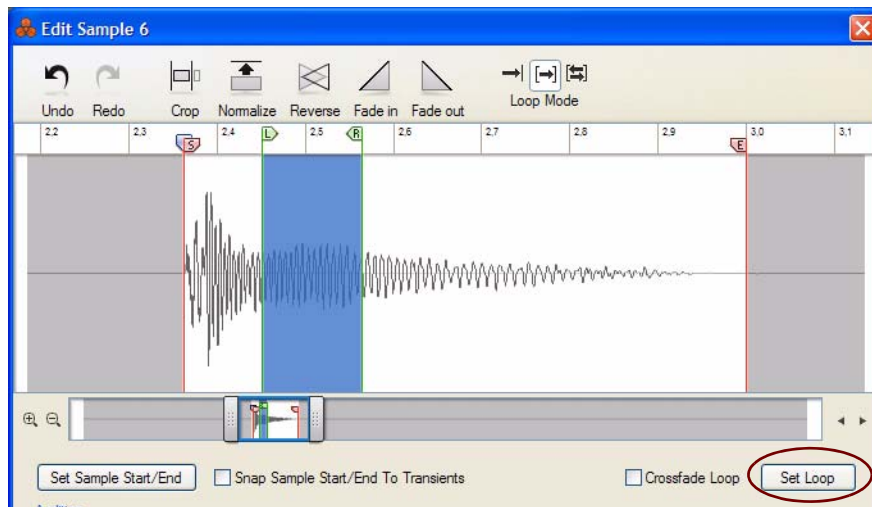 Edit Sample 6
Undo Redo Crop Normalize Reverse Fade in Fade out Loop Mode
2,2 2,3 2,4 2,5 2,6 2,7 2,8 2,9 3,0 3,1
S L R E
Set Sample Start/End Snap Sample Start/End To Transients Crossfade Loop Set Loop